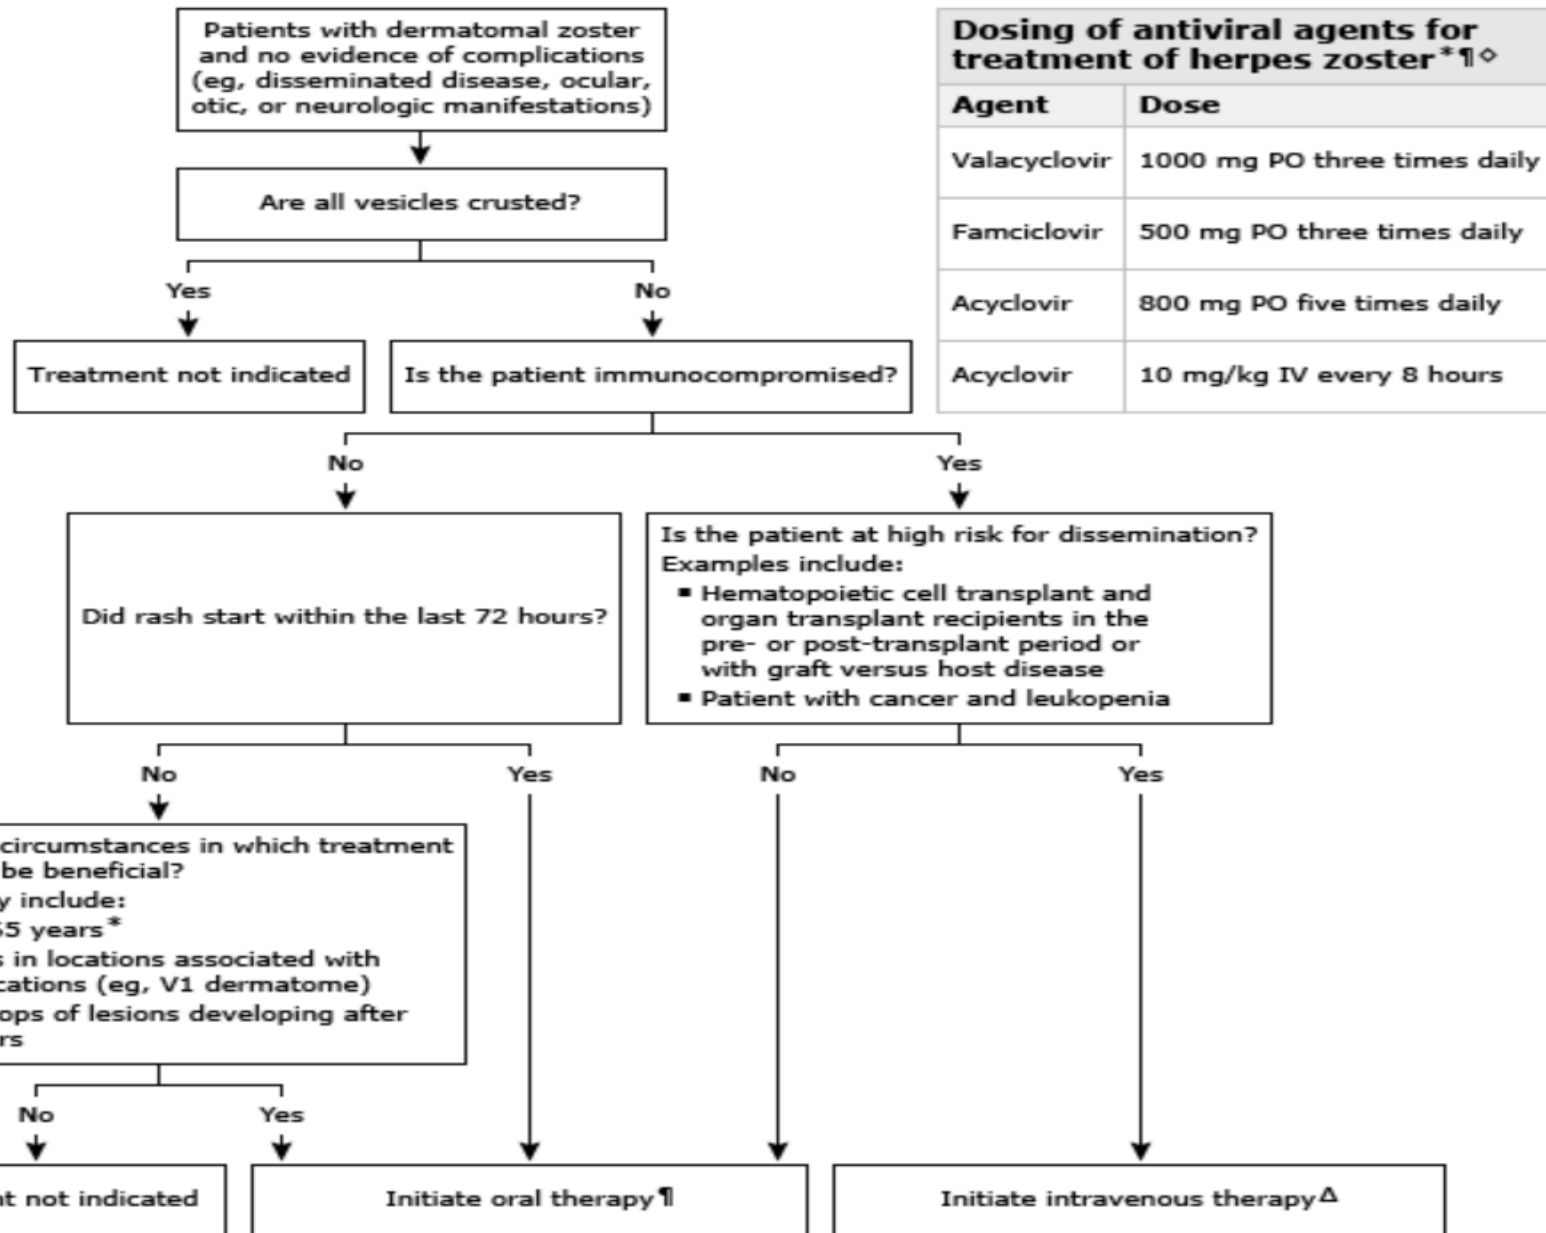 Patients with dermatomal zoster
and no evidence of complications
(eg, disseminated disease, ocular,
otic, or neurologic manifestations)
Are all vesicles crusted?
Yes
No
Treatment not indicated
Is the patient immunocompromised?
No
Yes
Did rash start within the last 72 hours?
Is the patient at high risk for dissemination?
Examples include:
▪ Hematopoietic cell transplant and
organ transplant recipients in the
pre- or post-transplant period or
with graft versus host disease
▪ Patient with cancer and leukopenia
No
Yes
No
Yes
circumstances in which treatment
be beneficial?
y include:
years*
s in locations associated with
cations (eg, V1 dermatome)
ops of lesions developing after
rs
No
Yes
nt not indicated
Initiate oral therapy¶
Initiate intravenous therapyΔ
Dosing of antiviral agents for
treatment of herpes zoster*¶◇
Agent Dose
Valacyclovir 1000 mg PO three times daily
Famciclovir 500 mg PO three times daily
Acyclovir 800 mg PO five times daily
Acyclovir 10 mg/kg IV every 8 hours